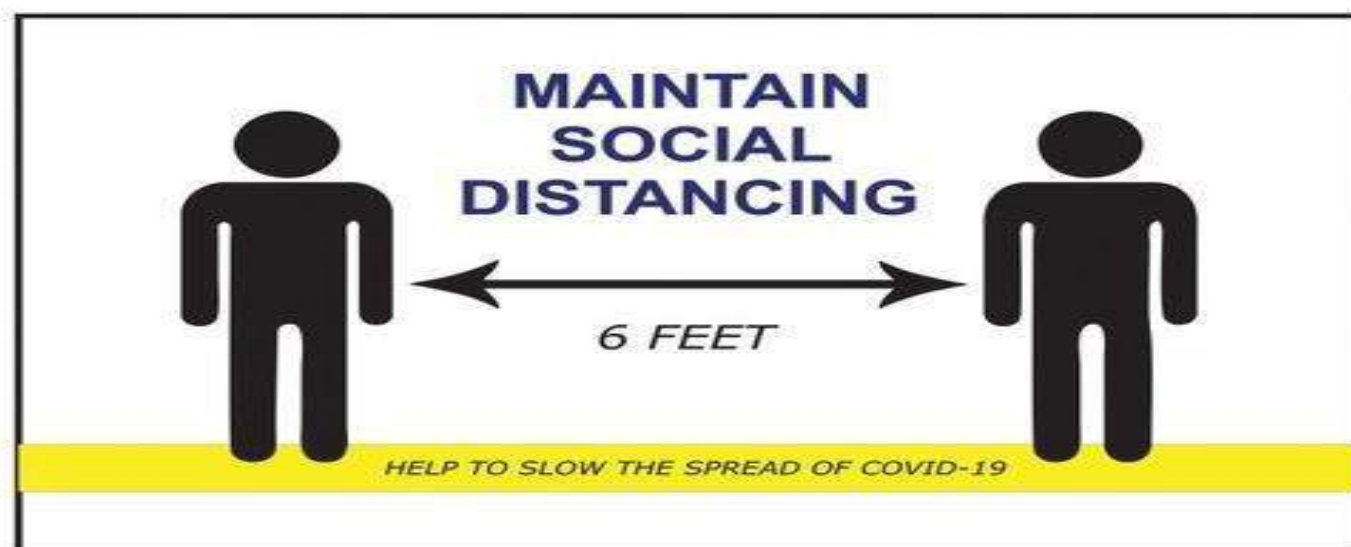 MAINTAIN
SOCIAL
DISTANCING
6 FEET
HELP TO SLOW THE SPREAD OF COVID-19